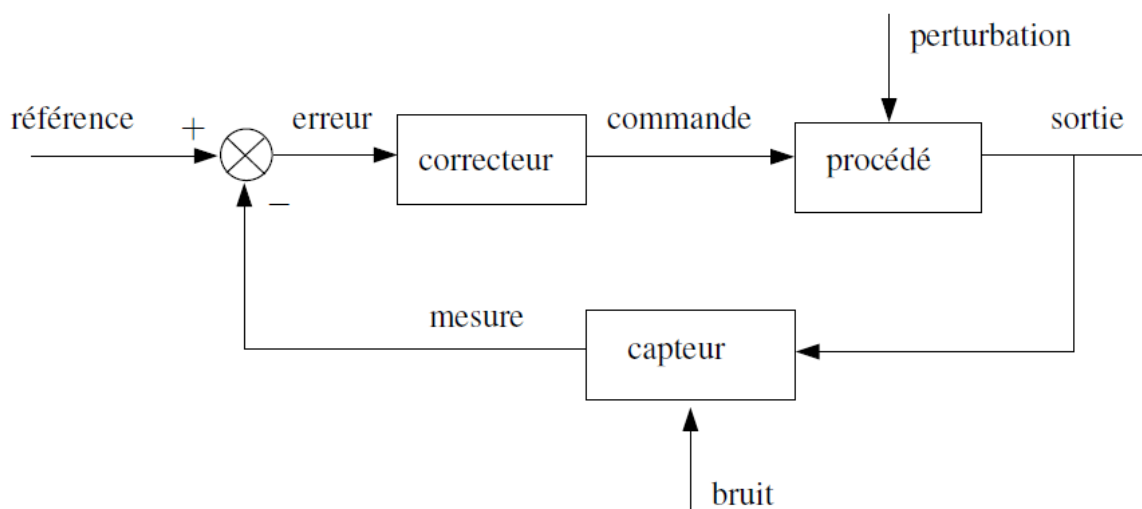 perturbation
référence
+
erreur
commande
sortie
correcteur
procédé
−
mesure
capteur
bruit